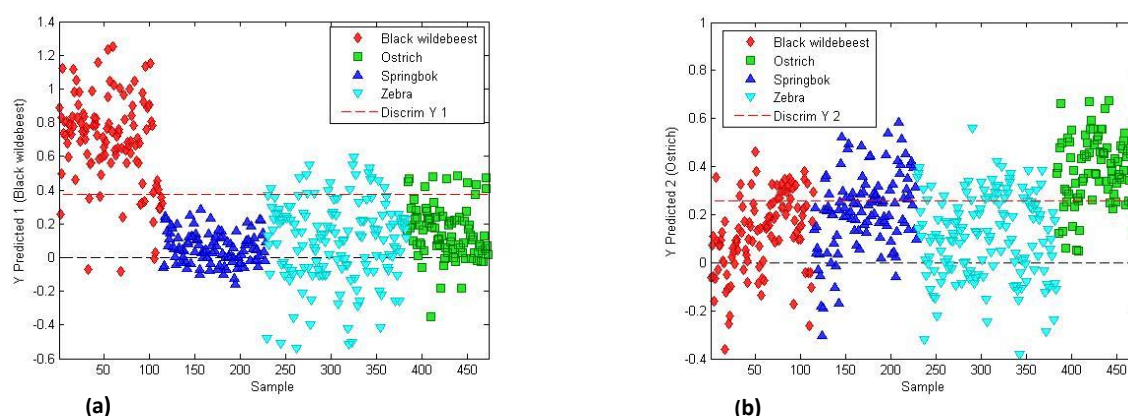 1.4
1.2
1
0.8
0.6
0.4
0.2
0
-0.2
-0.4
-0.6
Y Predicted 1 (Black wildebeest)
Black wildebeest
Ostrich
Springbok
Zebra
Discrim Y 1
50 100 150 200 250 300 350 400 450
Sample
(a)
1
0.8
0.6
0.4
0.2
0
-0.2
-0.4
Y Predicted 2 (Ostrich)
Black wildebeest
Ostrich
Springbok
Zebra
Discrim Y 2
50 100 150 200 250 300 350 400 450
Sample
(b)